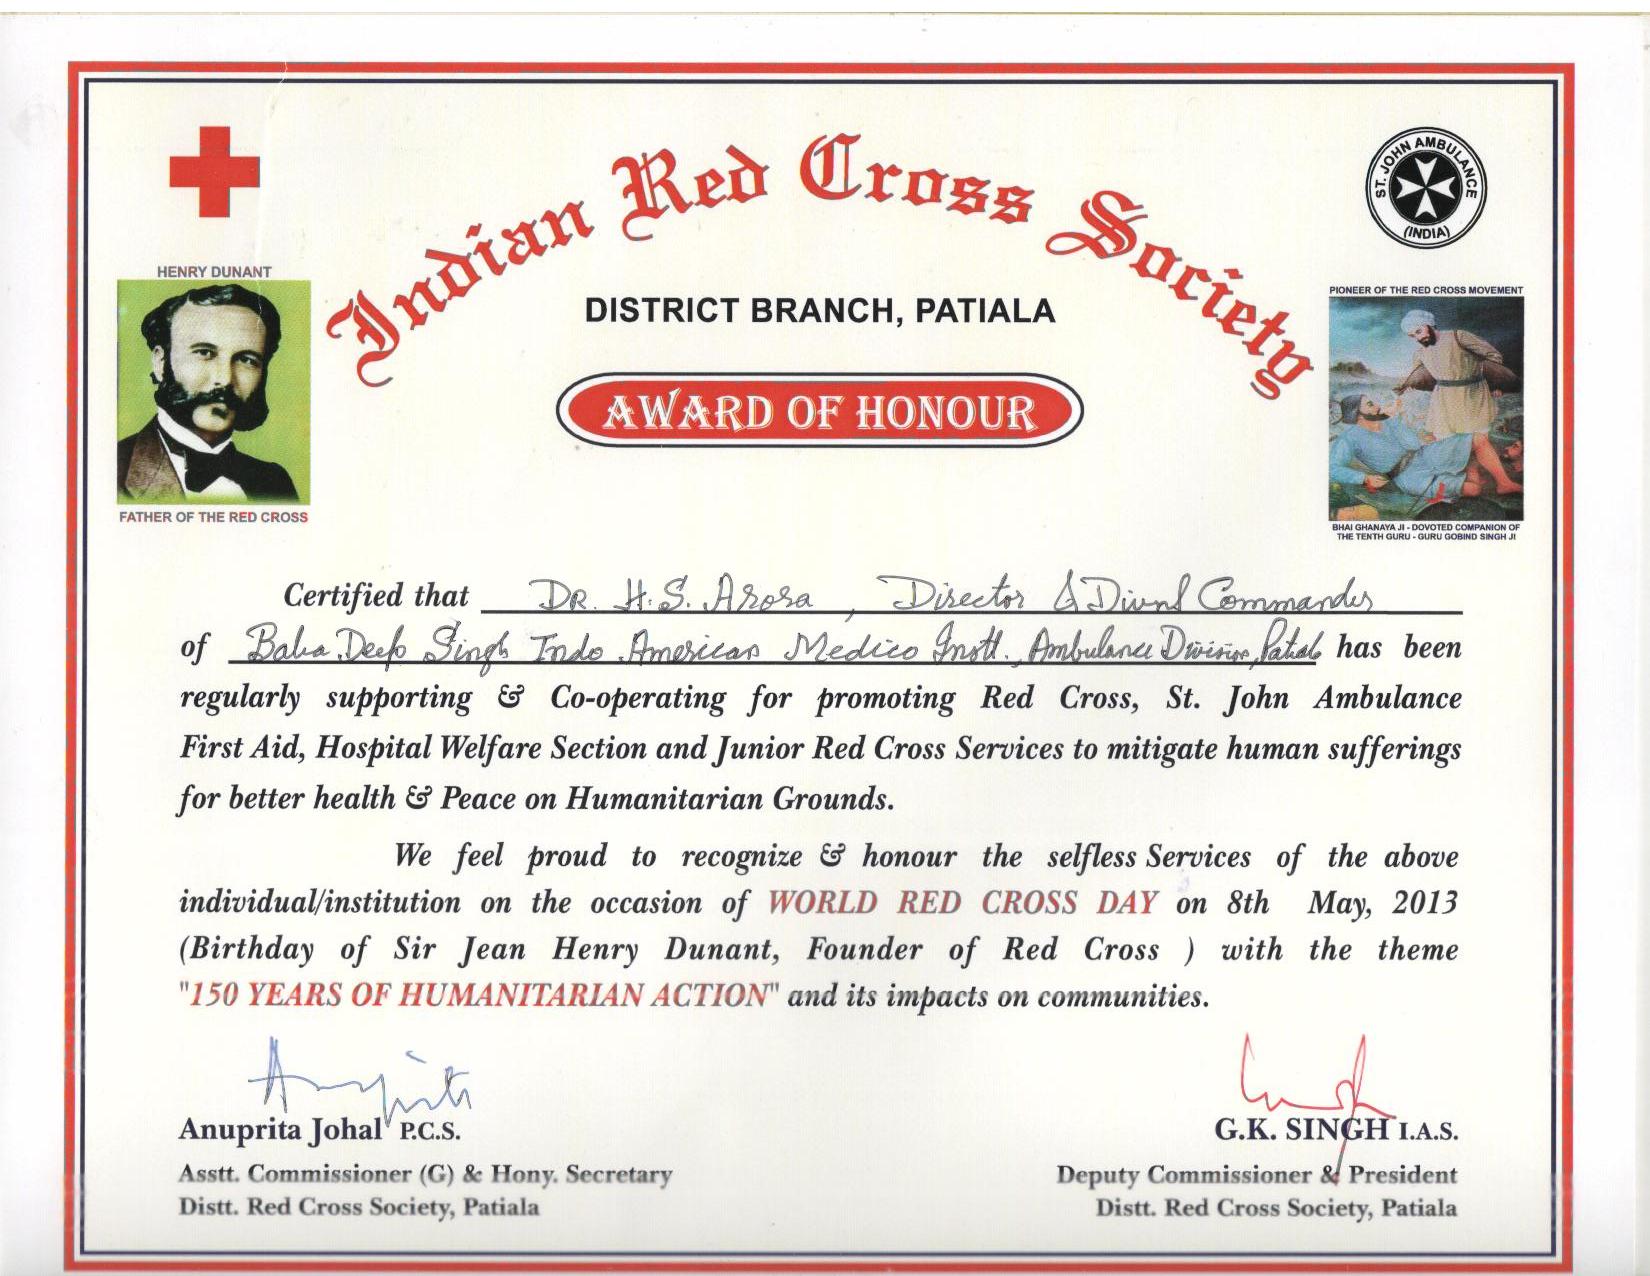 Indian Red Cross Society
ST. JOHN AMBULANCE
(INDIA)
HENRY DUNANT
FATHER OF THE RED CROSS
DISTRICT BRANCH, PATIALA
AWARD OF HONOUR
PIONEER OF THE RED CROSS MOVEMENT
BHAI GHANAYA JI - DOVOTED COMPANION OF
THE TENTH GURU - GURU GOBIND SINGH JI
Certified that DR. H.S. Arora, Director & Divnl Commander
of Baba Deep Singh Indo American Medico Instt., Ambulance Division, Patiala has been
regularly supporting & Co-operating for promoting Red Cross, St. John Ambulance
First Aid, Hospital Welfare Section and Junior Red Cross Services to mitigate human sufferings
for better health & Peace on Humanitarian Grounds.
We feel proud to recognize & honour the selfless Services of the above
individual/institution on the occasion of WORLD RED CROSS DAY on 8th May, 2013
(Birthday of Sir Jean Henry Dunant, Founder of Red Cross ) with the theme
"150 YEARS OF HUMANITARIAN ACTION" and its impacts on communities.
Anuprita Johal P.C.S.
Asstt. Commissioner (G) & Hony. Secretary
Distt. Red Cross Society, Patiala
G.K. SINGH I.A.S.
Deputy Commissioner & President
Distt. Red Cross Society, Patiala